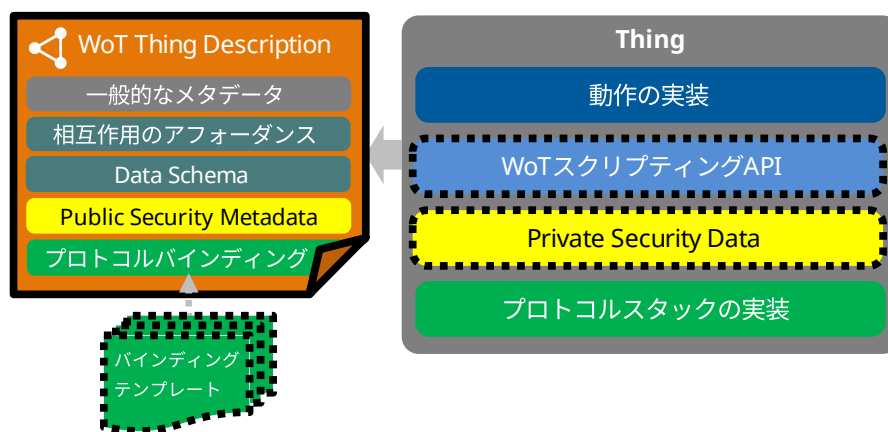 WoT Thing Description
一般的なメタデータ
相互作用のアフォーダンス
Data Schema
Public Security Metadata
プロトコルバインディング
バインディング
テンプレート
Thing
動作の実装
WoTスクリプティングAPI
Private Security Data
プロトコルスタックの実装